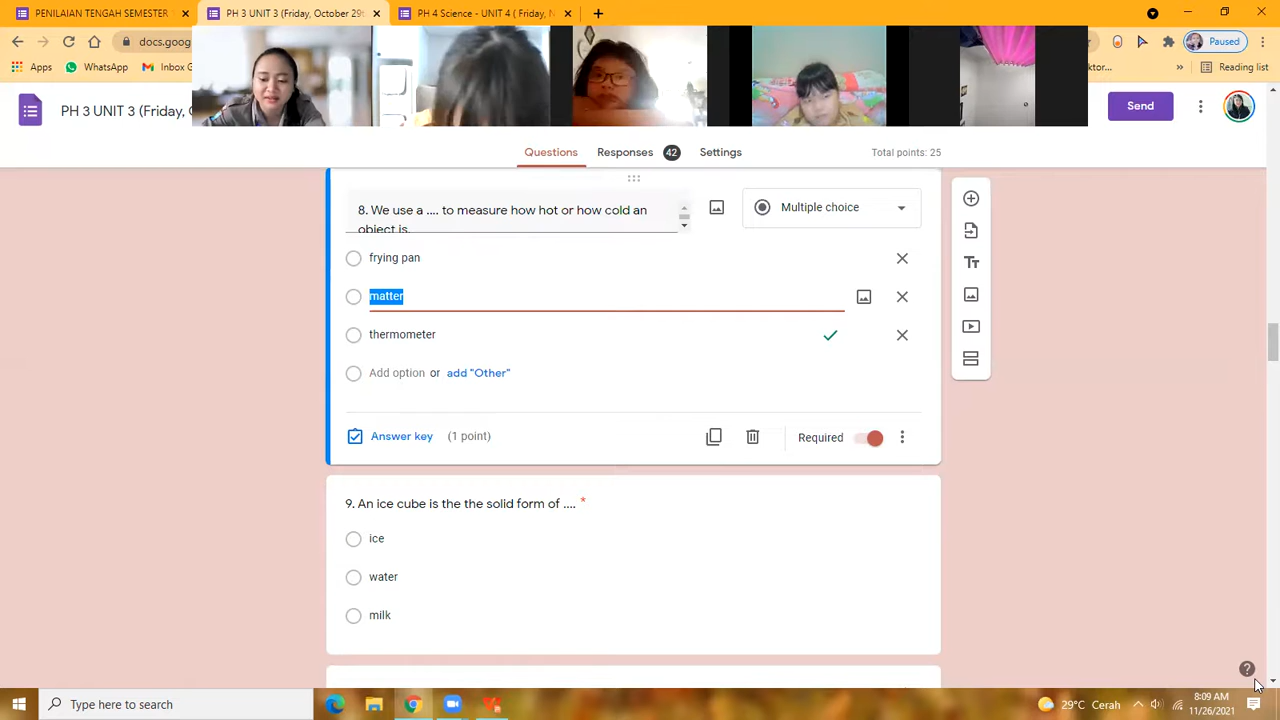 PENILAIAN TENGAH SEMESTER
PH 3 UNIT 3 (Friday, October 29t
PH 4 Science - UNIT 4 ( Friday, N
docs.goog
Paused
Apps
WhatsApp
Inbox
ktor...
»
Reading list
PH 3 UNIT 3 (Friday, O
Send
Questions
Responses 42
Settings
Total points: 25
8. We use a .... to measure how hot or how cold an
object is.
Multiple choice
frying pan
matter
thermometer
Add option or add "Other"
Answer key (1 point)
Required
9. An ice cube is the the solid form of .... *
ice
water
milk
Type here to search
29°C Cerah
8:09 AM
11/26/2021